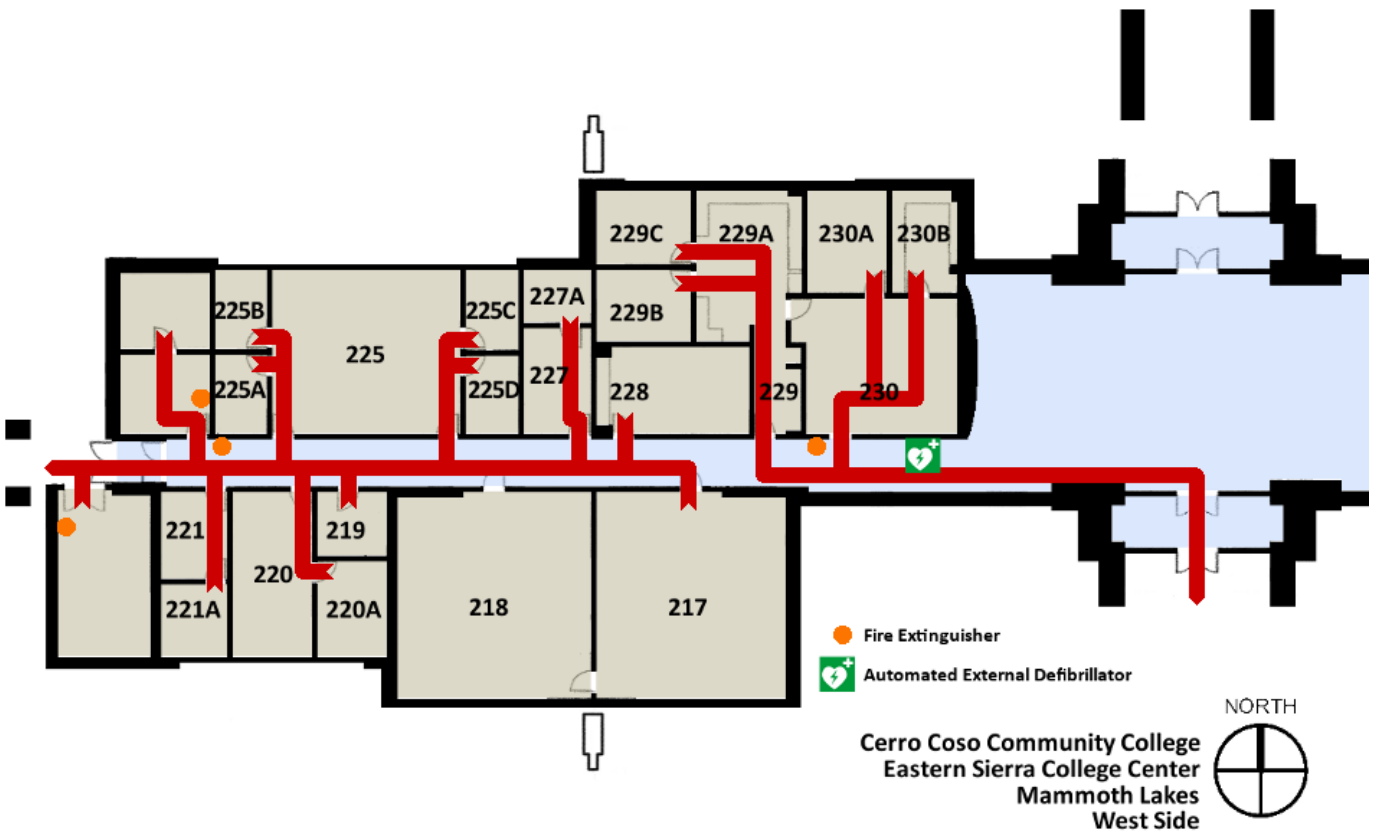 229C
229A
230A
230B
225B
227A
225C
229B
225
227
225A
225D
228
229
230
221
219
220
221A
220A
218
217
Fire Extinguisher
Automated External Defibrillator
NORTH
Cerro Coso Community College
Eastern Sierra College Center
Mammoth Lakes
West Side